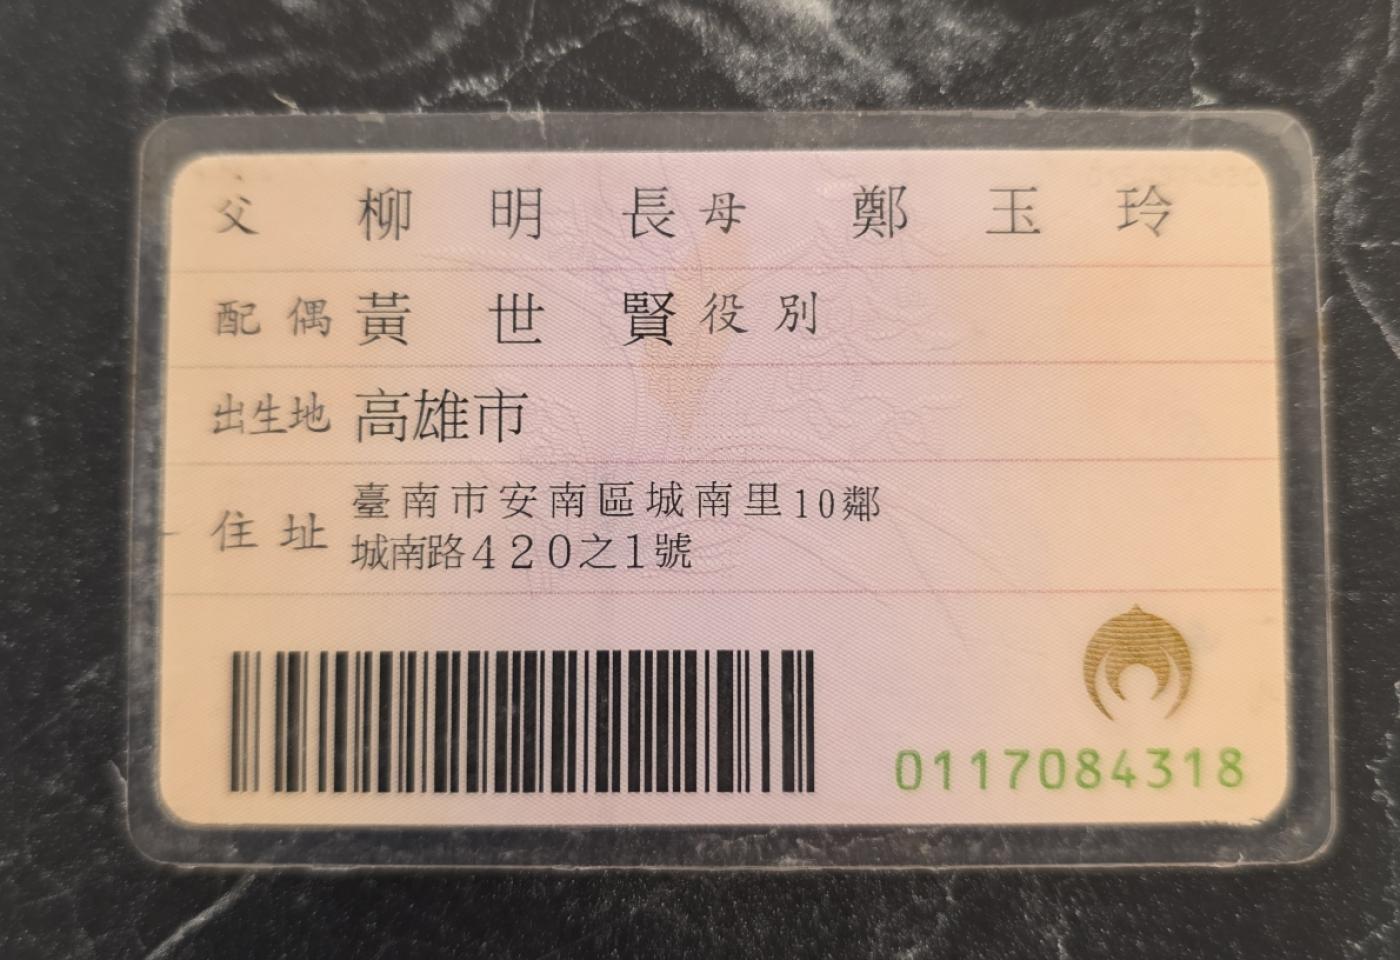 父 柳明長 母 鄭玉玲
配偶 黃世賢 役別
出生地 高雄市
住址 臺南市安南區城南里10鄰
城南路420之1號
0117084318